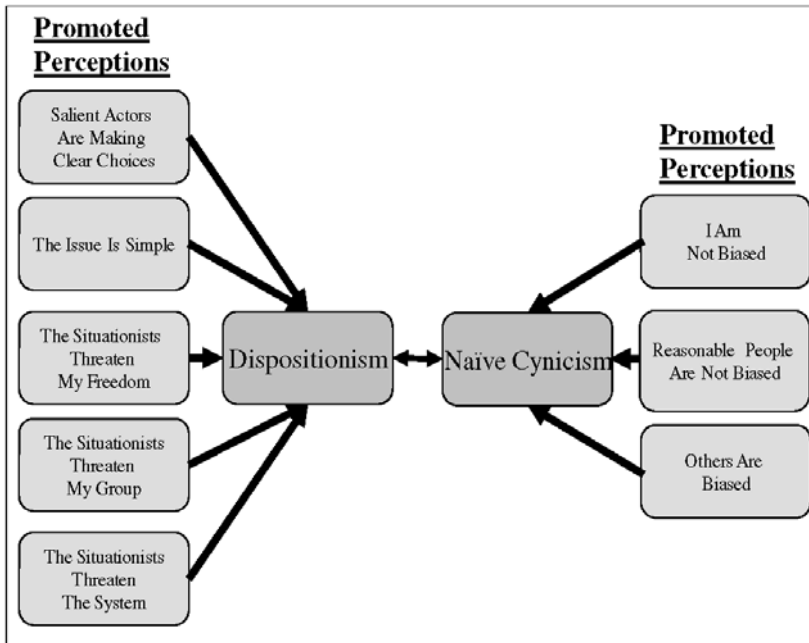 Promoted
Perceptions
Salient Actors
Are Making
Clear Choices
The Issue Is Simple
The Situationists
Threaten
My Freedom
The Situationists
Threaten
My Group
The Situationists
Threaten
The System
Dispositionism
Naïve Cynicism
Promoted
Perceptions
I Am
Not Biased
Reasonable People
Are Not Biased
Others Are
Biased